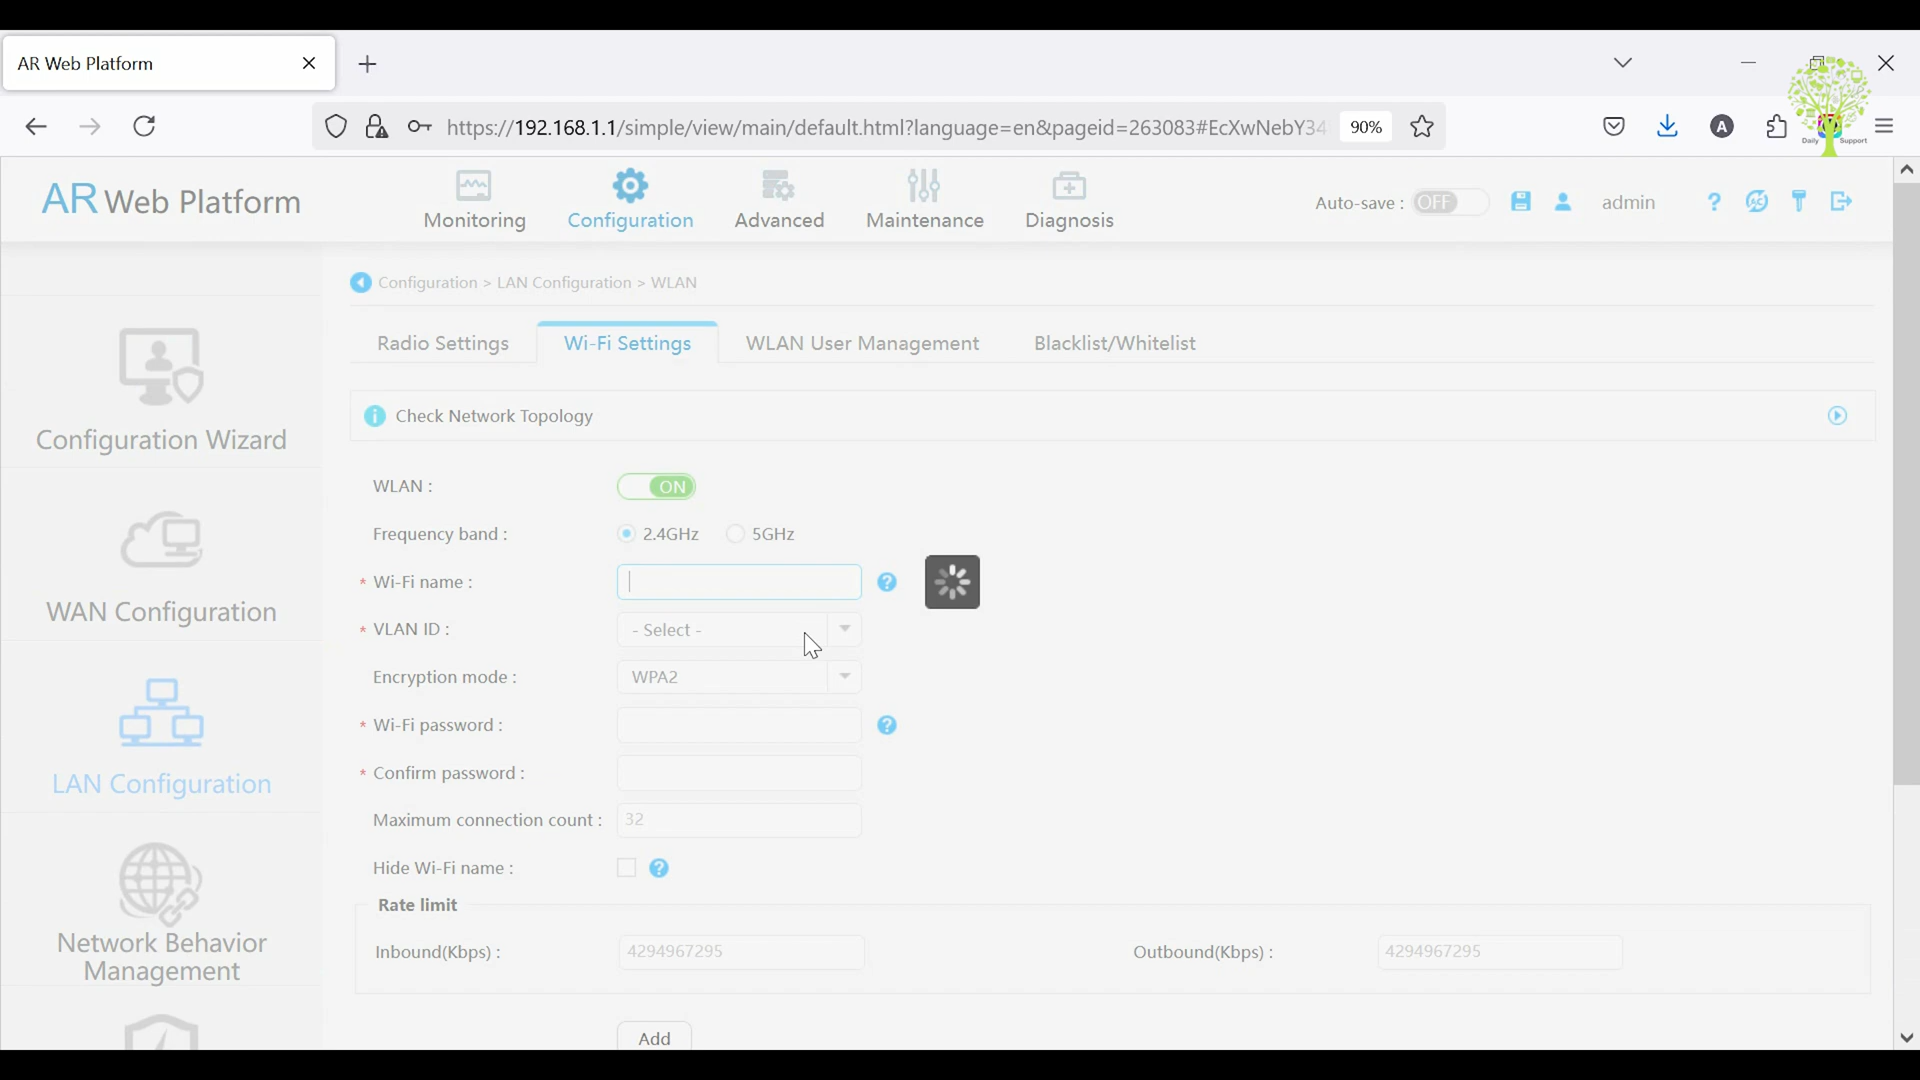 AR Web Platform
https://192.168.1.1/simple/view/main/default.html?language=en&pageid=263083#EcXwNebY34
90%
A
Daily Support
AR Web Platform
Monitoring
Configuration
Advanced
Maintenance
Diagnosis
Auto-save :
OFF
admin
?
Configuration > LAN Configuration > WLAN
Radio Settings
Wi-Fi Settings
WLAN User Management
Blacklist/Whitelist
Check Network Topology
Configuration Wizard
WAN Configuration
LAN Configuration
Network Behavior
Management
WLAN :
ON
Frequency band :
2.4GHz
5GHz
* Wi-Fi name :
?
* VLAN ID :
- Select -
Encryption mode :
WPA2
* Wi-Fi password :
?
* Confirm password :
Maximum connection count :
32
Hide Wi-Fi name :
?
Rate limit
Inbound(Kbps) :
4294967295
Outbound(Kbps) :
4294967295
Add